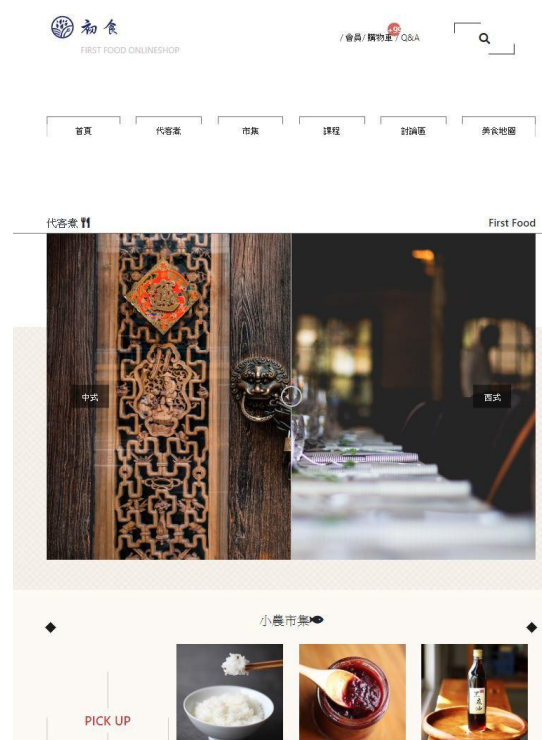 初食
FIRST FOOD ONLINESHOP
/ 會員/ 購物車 / Q&A
首頁
代客煮
市集
課程
討論區
美食地圖
代客煮
First Food
中式
西式
小農市集
PICK UP